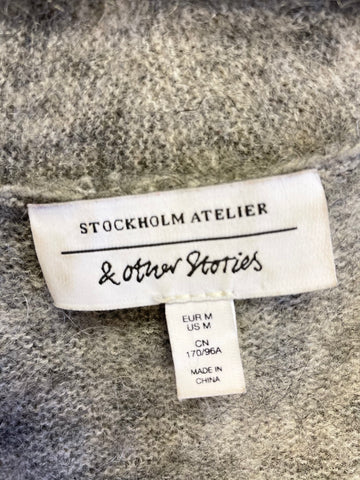 STOCKHOLM ATELIER
& other Stories
EUR M
US M
CN
170/96A
MADE IN
CHINA